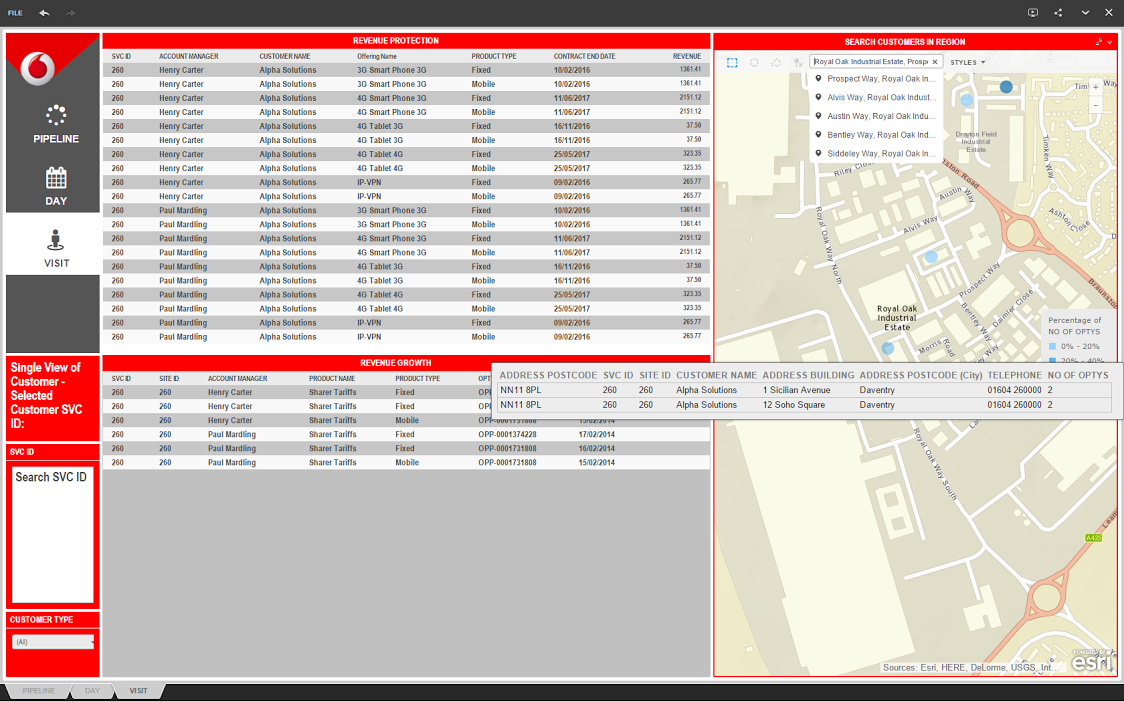 FILE
PIPELINE
DAY
VISIT
Single View of
Customer -
Selected
Customer SVC
ID:
SVC ID
Search SVC ID
CUSTOMER TYPE
(All)
REVENUE PROTECTION
SVC ID ACCOUNT MANAGER CUSTOMER NAME Offering Name PRODUCT TYPE CONTRACT END DATE REVENUE
260 Henry Carter Alpha Solutions 3G Smart Phone 3G Fixed 10/02/2016 1361.41
260 Henry Carter Alpha Solutions 3G Smart Phone 3G Mobile 10/02/2016 1361.41
260 Henry Carter Alpha Solutions 4G Smart Phone 3G Fixed 11/06/2017 2151.12
260 Henry Carter Alpha Solutions 4G Smart Phone 3G Mobile 11/06/2017 2151.12
260 Henry Carter Alpha Solutions 4G Tablet 3G Fixed 16/11/2016 37.50
260 Henry Carter Alpha Solutions 4G Tablet 3G Mobile 16/11/2016 37.50
260 Henry Carter Alpha Solutions 4G Tablet 4G Fixed 25/05/2017 323.35
260 Henry Carter Alpha Solutions 4G Tablet 4G Mobile 25/05/2017 323.35
260 Henry Carter Alpha Solutions IP-VPN Fixed 09/02/2016 265.77
260 Henry Carter Alpha Solutions IP-VPN Mobile 09/02/2016 265.77
260 Paul Mardling Alpha Solutions 3G Smart Phone 3G Fixed 10/02/2016 1361.41
260 Paul Mardling Alpha Solutions 3G Smart Phone 3G Mobile 10/02/2016 1361.41
260 Paul Mardling Alpha Solutions 4G Smart Phone 3G Fixed 11/06/2017 2151.12
260 Paul Mardling Alpha Solutions 4G Smart Phone 3G Mobile 11/06/2017 2151.12
260 Paul Mardling Alpha Solutions 4G Tablet 3G Fixed 16/11/2016 37.50
260 Paul Mardling Alpha Solutions 4G Tablet 3G Mobile 16/11/2016 37.50
260 Paul Mardling Alpha Solutions 4G Tablet 4G Fixed 25/05/2017 323.35
260 Paul Mardling Alpha Solutions 4G Tablet 4G Mobile 25/05/2017 323.35
260 Paul Mardling Alpha Solutions IP-VPN Fixed 09/02/2016 265.77
260 Paul Mardling Alpha Solutions IP-VPN Mobile 09/02/2016 265.77
REVENUE GROWTH
SVC ID SITE ID ACCOUNT MANAGER PRODUCT NAME PRODUCT TYPE OPT
260 260 Henry Carter Sharer Tariffs Fixed OPP
260 260 Henry Carter Sharer Tariffs Fixed OPP
260 260 Henry Carter Sharer Tariffs Mobile OPP-0001731808 15/02/2014
260 260 Paul Mardling Sharer Tariffs Fixed OPP-0001374228 17/02/2014
260 260 Paul Mardling Sharer Tariffs Fixed OPP-0001731808 16/02/2014
260 260 Paul Mardling Sharer Tariffs Mobile OPP-0001731808 15/02/2014
SEARCH CUSTOMERS IN REGION
Royal Oak Industrial Estate, Prospe × STYLES
Prospect Way, Royal Oak In...
Alvis Way, Royal Oak Indust...
Austin Way, Royal Oak Indu...
Bentley Way, Royal Oak Ind...
Siddeley Way, Royal Oak In...
+
-
Drayton Field
Industrial
Estate
Timken Way
Riley Clos
Austin Way
Alvis Way
Royal Oak Way North
Ashton Close
Prospect Way
Braunsto
Daimler Close
Bentley Way
Royal Oak
Industrial
Estate
Morris Road
Percentage of
NO OF OPTYS
0% - 20%
20% - 40%
ADDRESS POSTCODE SVC ID SITE ID CUSTOMER NAME ADDRESS BUILDING ADDRESS POSTCODE (City) TELEPHONE NO OF OPTYS
NN11 8PL 260 260 Alpha Solutions 1 Sicilian Avenue Daventry 01604 260000 2
NN11 8PL 260 260 Alpha Solutions 12 Soho Square Daventry 01604 260000 2
Royal Oak Way South
A425
Leam
Sources: Esri, HERE, DeLorme, USGS, Int...
POWERED BY
esri
PIPELINE DAY VISIT